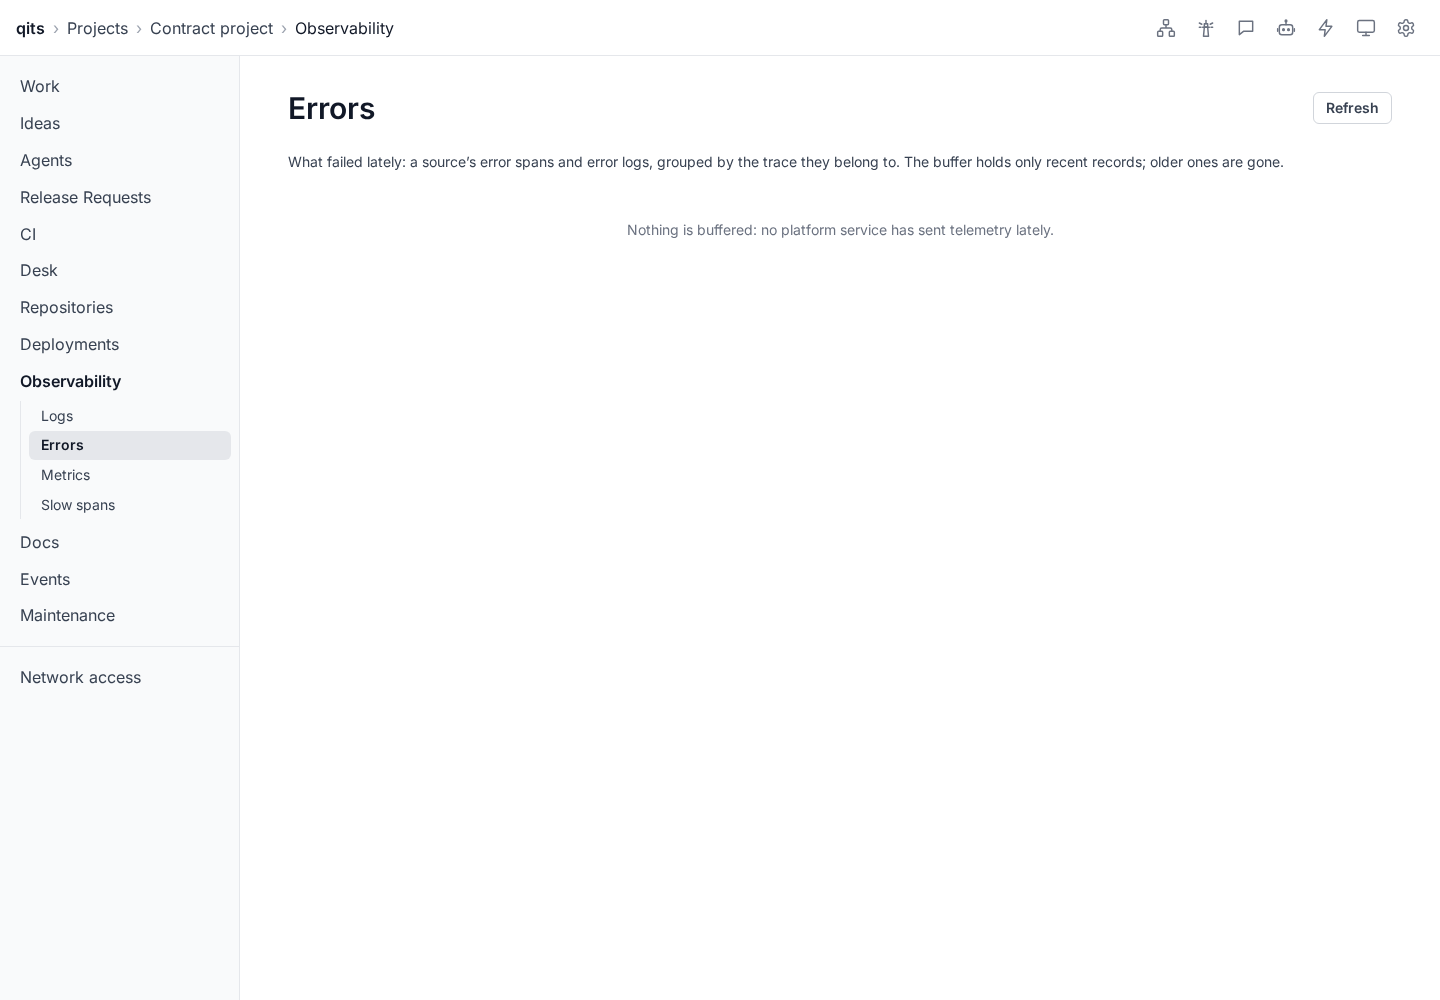 qits › Projects › Contract project › Observability
Work
Ideas
Agents
Release Requests
CI
Desk
Repositories
Deployments
Observability
Logs
Errors
Metrics
Slow spans
Docs
Events
Maintenance
Network access
Errors
Refresh
What failed lately: a source’s error spans and error logs, grouped by the trace they belong to. The buffer holds only recent records; older ones are gone.
Nothing is buffered: no platform service has sent telemetry lately.